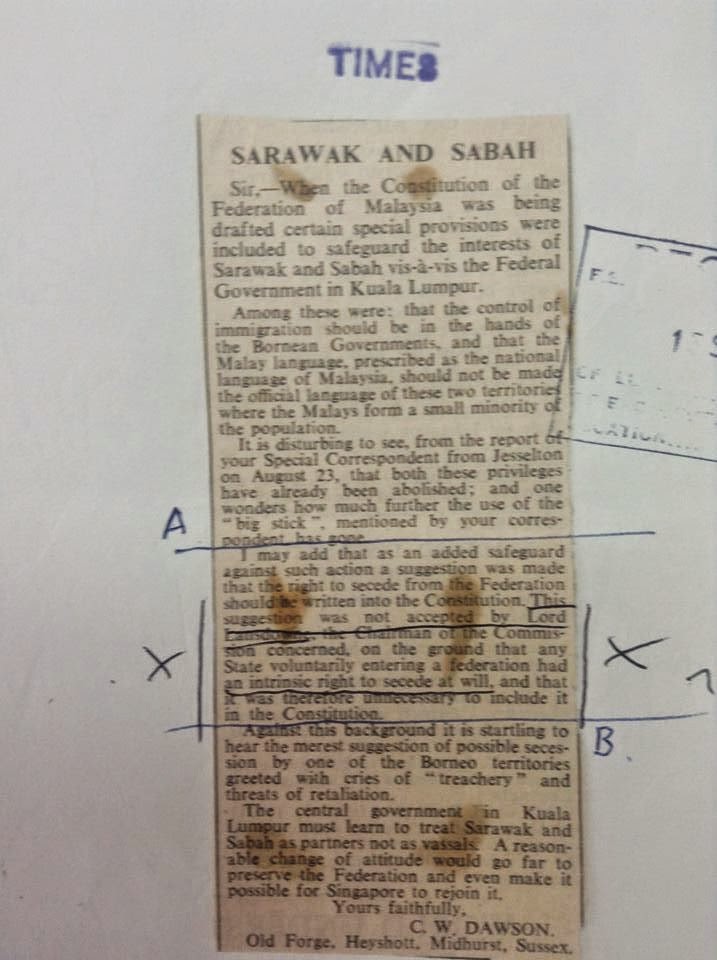 TIMES
SARAWAK AND SABAH
Sir,—When the Constitution of the
Federation of Malaysia was being
drafted certain special provisions were
included to safeguard the interests of
Sarawak and Sabah vis-à-vis the Federal
Government in Kuala Lumpur.
Among these were: that the control of
immigration should be in the hands of
the Bornean Governments, and that the
Malay language, prescribed as the national
language of Malaysia, should not be made
the official language of these two territories
where the Malays form a small minority of
the population.
It is disturbing to see, from the report of
your Special Correspondent from Jesselton
on August 23, that both these privileges
have already been abolished; and one
wonders how much further the use of the
"big stick", mentioned by your corres-
pondent, has gone.
A
I may add that as an added safeguard
against such action a suggestion was made
that the right to secede from the Federation
should be written into the Constitution. This
suggestion was not accepted by Lord
Lansdowne, the Chairman of the Commis-
sion concerned, on the ground that any
X State voluntarily entering a federation had X
an intrinsic right to secede at will, and that
it was therefore unnecessary to include it
in the Constitution.
B.
Against this background it is startling to
hear the merest suggestion of possible seces-
sion by one of the Borneo territories
greeted with cries of "treachery" and
threats of retaliation.
The central government in Kuala
Lumpur must learn to treat Sarawak and
Sabah as partners not as vassals. A reason-
able change of attitude would go far to
preserve the Federation and even make it
possible for Singapore to rejoin it.
Yours faithfully,
C. W. DAWSON.
Old Forge, Heyshott, Midhurst, Sussex.